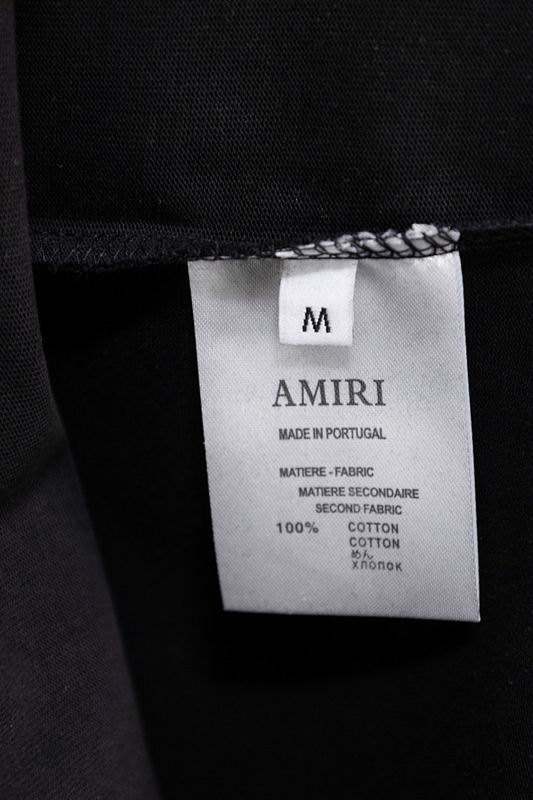 M
AMIRI
MADE IN PORTUGAL
MATIERE - FABRIC
MATIERE SECONDAIRE
SECOND FABRIC
100% COTTON
COTTON
めん
хлопок